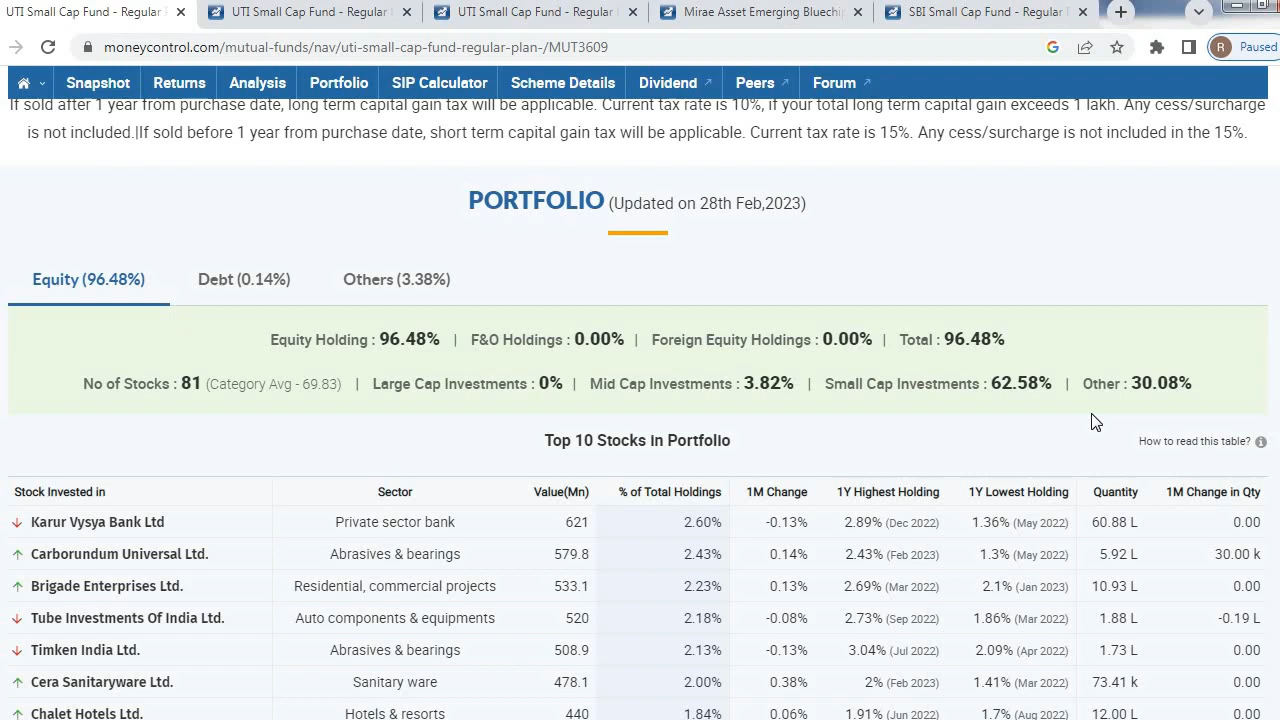 UTI Small Cap Fund - Regular UTI Small Cap Fund - Regular UTI Small Cap Fund - Regular Mirae Asset Emerging Bluechip SBI Small Cap Fund - Regular
moneycontrol.com/mutual-funds/nav/uti-small-cap-fund-regular-plan-/MUT3609 G R Paused
Snapshot Returns Analysis Portfolio SIP Calculator Scheme Details Dividend Peers Forum
If sold after 1 year from purchase date, long term capital gain tax will be applicable. Current tax rate is 10%, if your total long term capital gain exceeds 1 lakh. Any cess/surcharge
is not included.|If sold before 1 year from purchase date, short term capital gain tax will be applicable. Current tax rate is 15%. Any cess/surcharge is not included in the 15%.
PORTFOLIO (Updated on 28th Feb,2023)
Equity (96.48%) Debt (0.14%) Others (3.38%)
Equity Holding : 96.48% | F&O Holdings : 0.00% | Foreign Equity Holdings : 0.00% | Total : 96.48%
No of Stocks : 81 (Category Avg - 69.83) | Large Cap Investments : 0% | Mid Cap Investments : 3.82% | Small Cap Investments : 62.58% | Other : 30.08%
Top 10 Stocks in Portfolio
How to read this table?
Stock Invested in Sector Value(Mn) % of Total Holdings 1M Change 1Y Highest Holding 1Y Lowest Holding Quantity 1M Change in Qty
Karur Vysya Bank Ltd Private sector bank 621 2.60% -0.13% 2.89% (Dec 2022) 1.36% (May 2022) 60.88 L 0.00
Carborundum Universal Ltd. Abrasives & bearings 579.8 2.43% 0.14% 2.43% (Feb 2023) 1.3% (May 2022) 5.92 L 30.00 k
Brigade Enterprises Ltd. Residential, commercial projects 533.1 2.23% 0.13% 2.69% (Mar 2022) 2.1% (Jan 2023) 10.93 L 0.00
Tube Investments Of India Ltd. Auto components & equipments 520 2.18% -0.08% 2.73% (Sep 2022) 1.86% (Mar 2022) 1.88 L -0.19 L
Timken India Ltd. Abrasives & bearings 508.9 2.13% -0.13% 3.04% (Jul 2022) 2.09% (Apr 2022) 1.73 L 0.00
Cera Sanitaryware Ltd. Sanitary ware 478.1 2.00% 0.38% 2% (Feb 2023) 1.41% (Mar 2022) 73.41 k 0.00
Chalet Hotels Ltd. Hotels & resorts 440 1.84% 0.06% 1.91% (Jun 2022) 1.7% (Aug 2022) 12.00 L 0.00